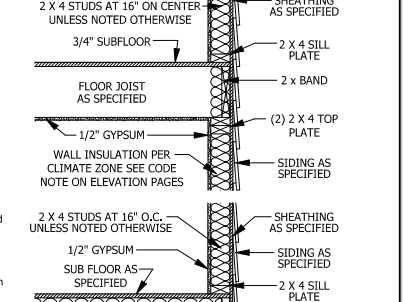 2 X 4 STUDS AT 16" ON CENTER
UNLESS NOTED OTHERWISE
SHEATHING
AS SPECIFIED
3/4" SUBFLOOR
2 X 4 SILL
PLATE
FLOOR JOIST
AS SPECIFIED
2 x BAND
(2) 2 X 4 TOP
PLATE
1/2" GYPSUM
WALL INSULATION PER
CLIMATE ZONE SEE CODE
NOTE ON ELEVATION PAGES
SIDING AS
SPECIFIED
2 X 4 STUDS AT 16" O.C.
UNLESS NOTED OTHERWISE
SHEATHING
AS SPECIFIED
1/2" GYPSUM
SIDING AS
SPECIFIED
SUB FLOOR AS
SPECIFIED
2 X 4 SILL
PLATE